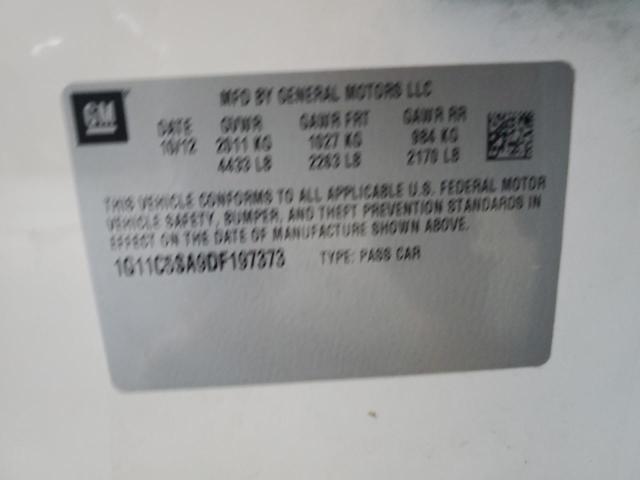 GM
MFD BY GENERAL MOTORS LLC
DATE GVWR GAWR FRT GAWR RR
10/12 2011 KG 1027 KG 984 KG
4433 LB 2263 LB 2170 LB
THIS VEHICLE CONFORMS TO ALL APPLICABLE U.S. FEDERAL MOTOR
VEHICLE SAFETY, BUMPER, AND THEFT PREVENTION STANDARDS IN
EFFECT ON THE DATE OF MANUFACTURE SHOWN ABOVE.
1G11C5SA9DF197373 TYPE: PASS CAR